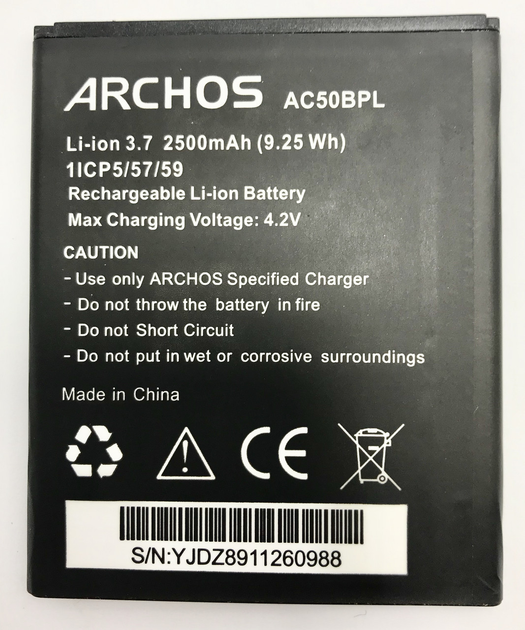 ARCHOS AC50BPL
Li-ion 3.7 2500mAh (9.25 Wh)
1ICP5/57/59
Rechargeable Li-ion Battery
Max Charging Voltage: 4.2V
CAUTION
- Use only ARCHOS Specified Charger
- Do not throw the battery in fire
- Do not Short Circuit
- Do not put in wet or corrosive surroundings
Made in China
CE
S/N:YJDZ8911260988